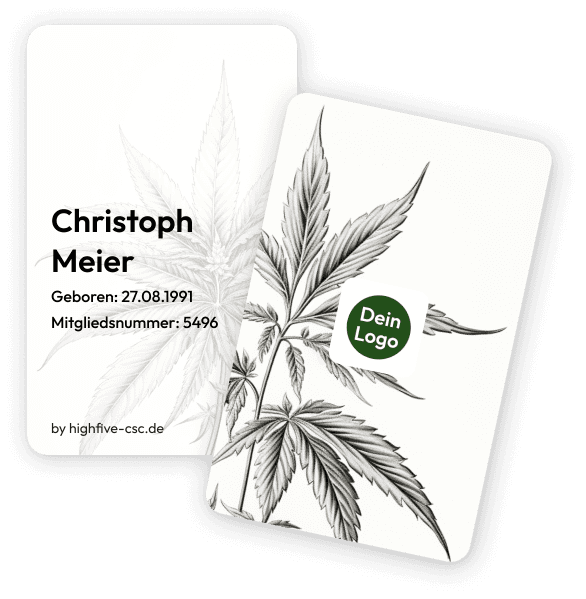 Christoph
Meier
Geboren: 27.08.1991
Mitgliedsnummer: 5496
by highfive-csc.de
Dein
Logo